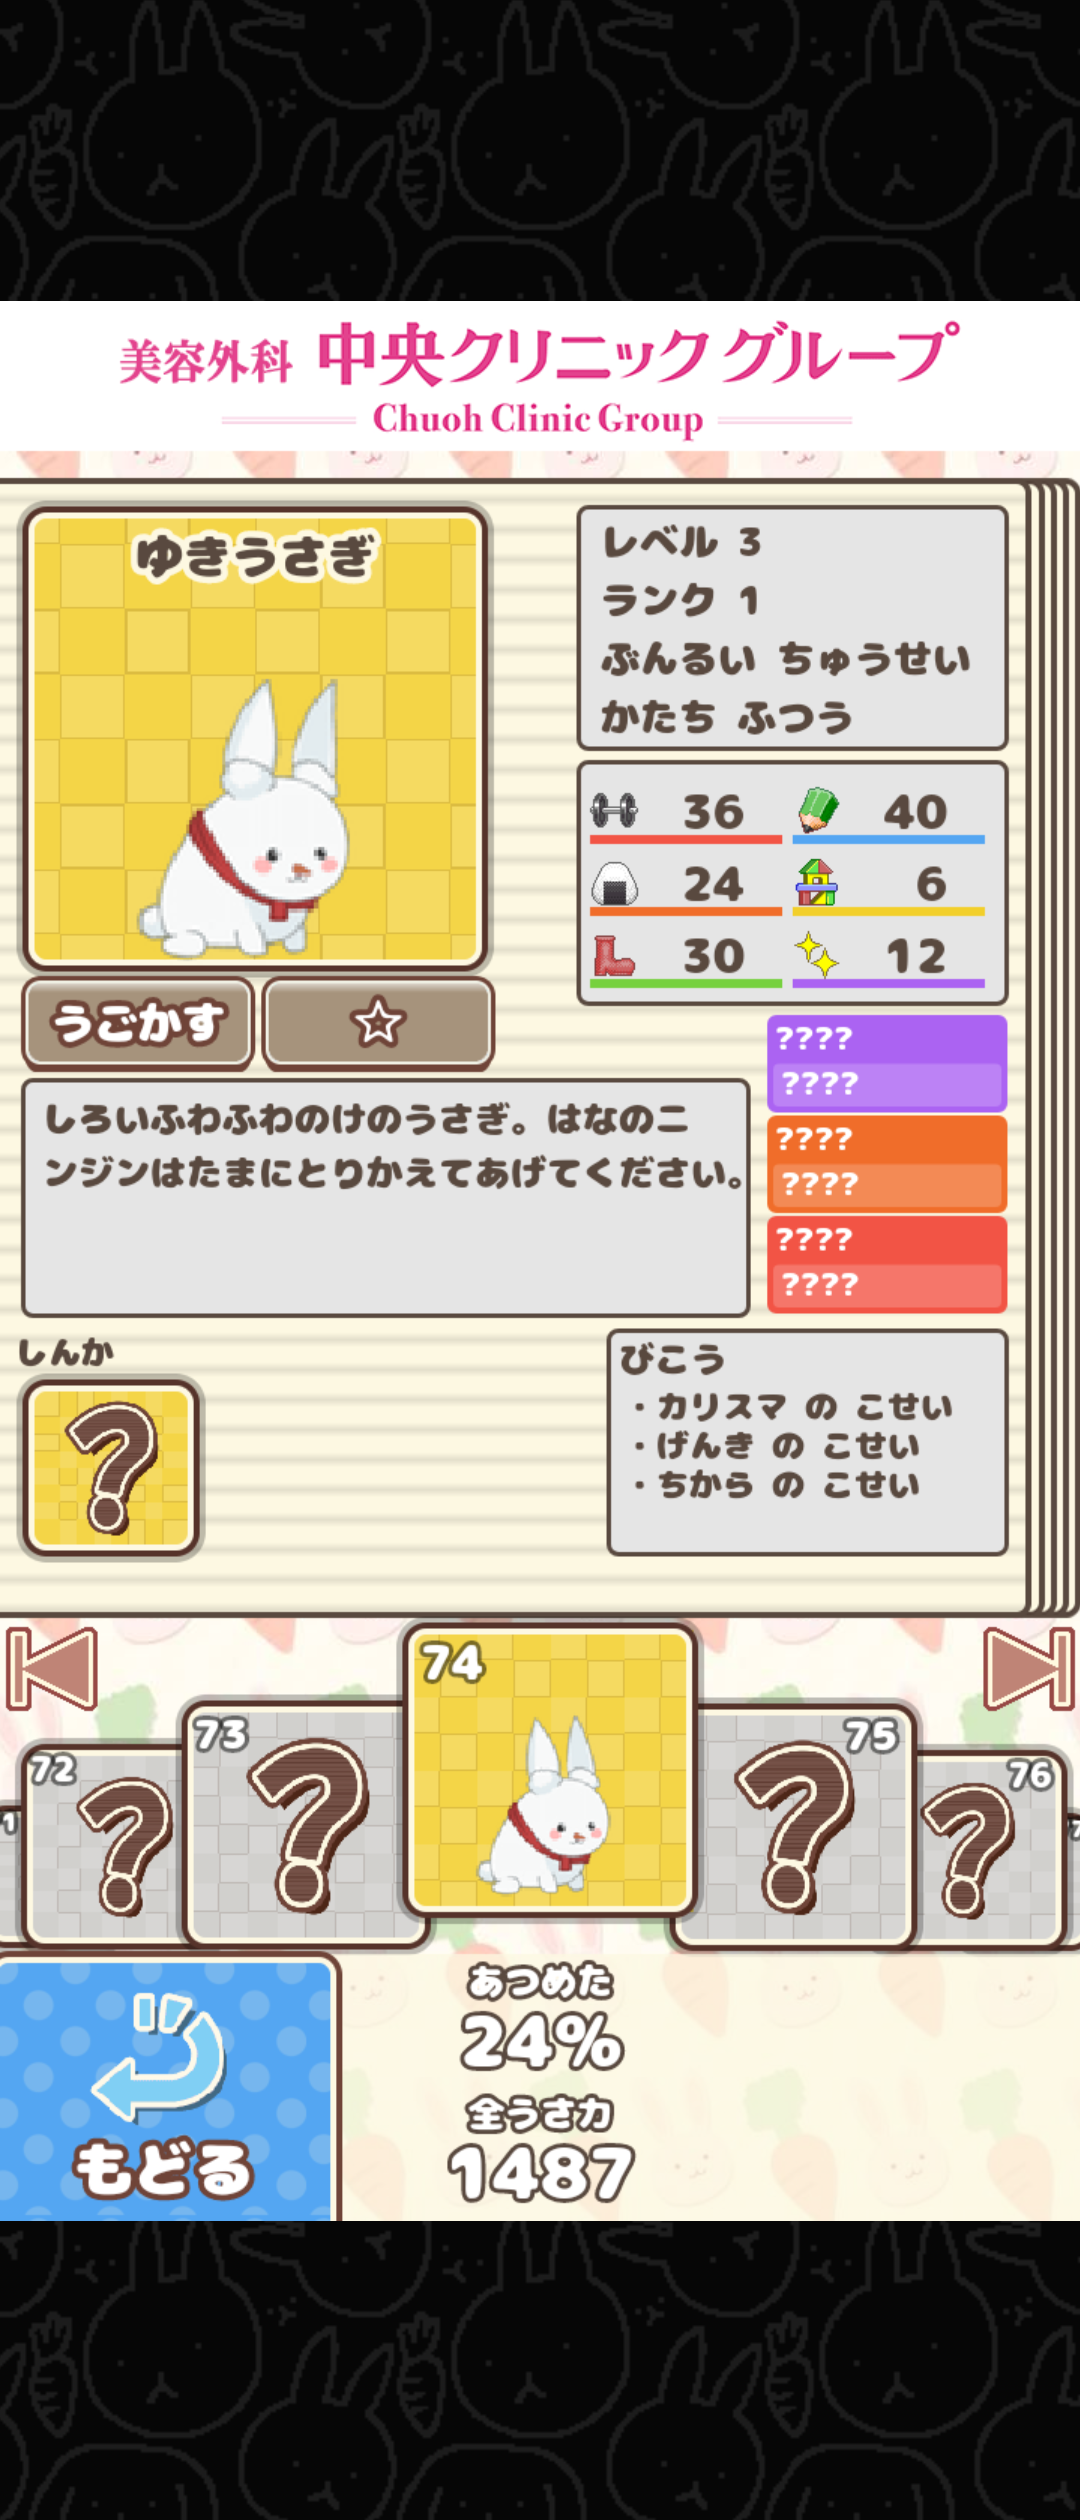 美容外科 中央クリニックグループ
Chuoh Clinic Group
ゆきうさぎ
レベル 3
ランク 1
ぶんるい ちゅうせい
かたち ふつう
36 40
24 6
30 12
うごかす ☆
????
????
????
????
????
????
しろいふわふわのけのうさぎ。はなのニ
ンジンはたまにとりかえてあげてください。
しんか
?
びこう
・カリスマ の こせい
・げんき の こせい
・ちから の こせい
72 ?
73 ?
74
75 ?
76 ?
もどる
あつめた
24%
全うさ力
1487